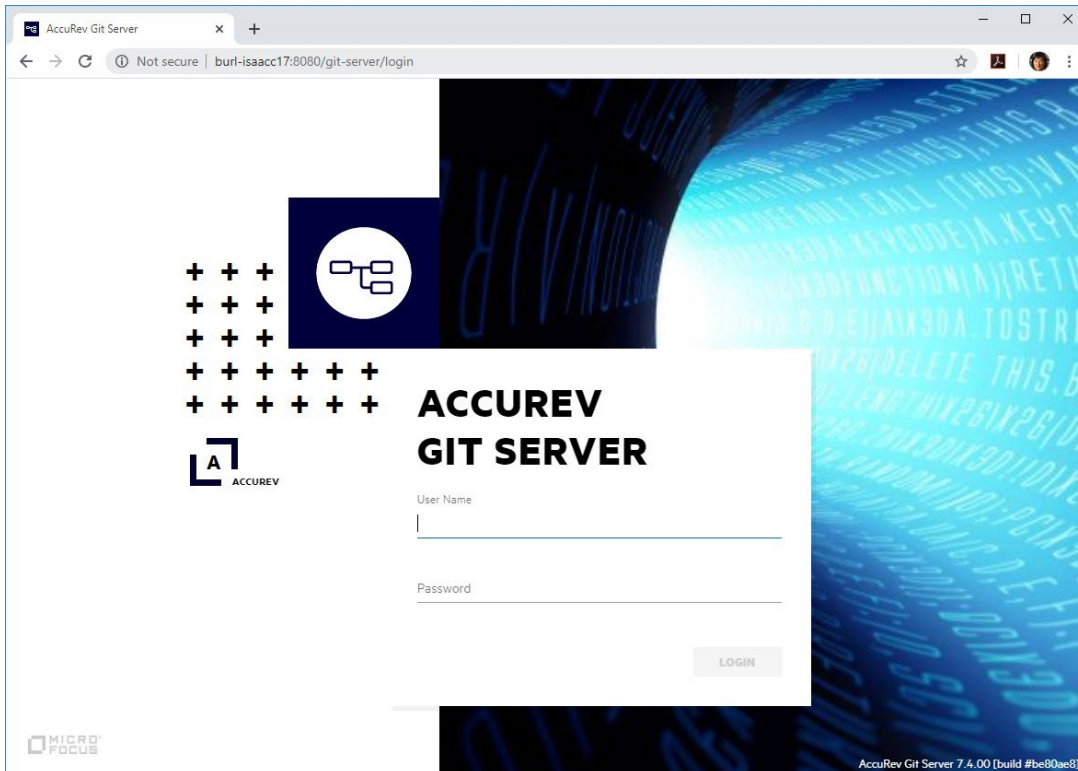 AccuRev Git Server
Not secure | burl-isaacc17:8080/git-server/login
A
ACCUREV
ACCUREV
GIT SERVER
User Name
Password
LOGIN
MICRO
FOCUS
AccuRev Git Server 7.4.00 [build #be80ae8]